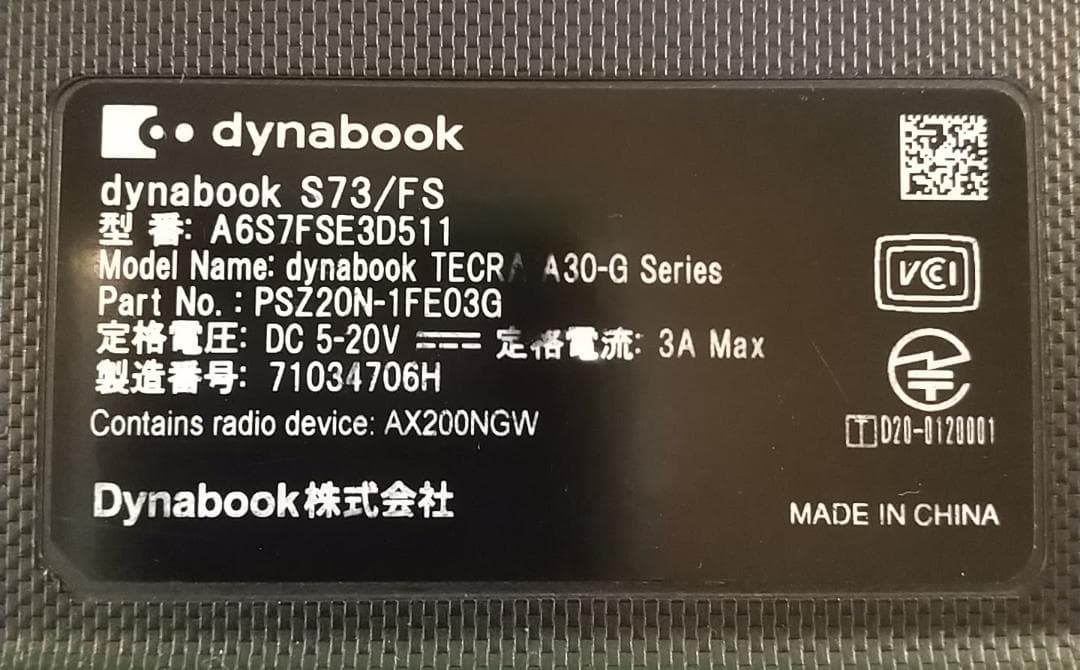 dynabook
dynabook S73/FS
型 番: A6S7FSE3D511
Model Name: dynabook TECRA A30-G Series
Part No. : PSZ20N-1FE03G
定格電圧: DC 5-20V ⎓ 定格電流: 3A Max
製造番号: 71034706H
Contains radio device: AX200NGW
VCCI
T D20-0120001
Dynabook株式会社
MADE IN CHINA